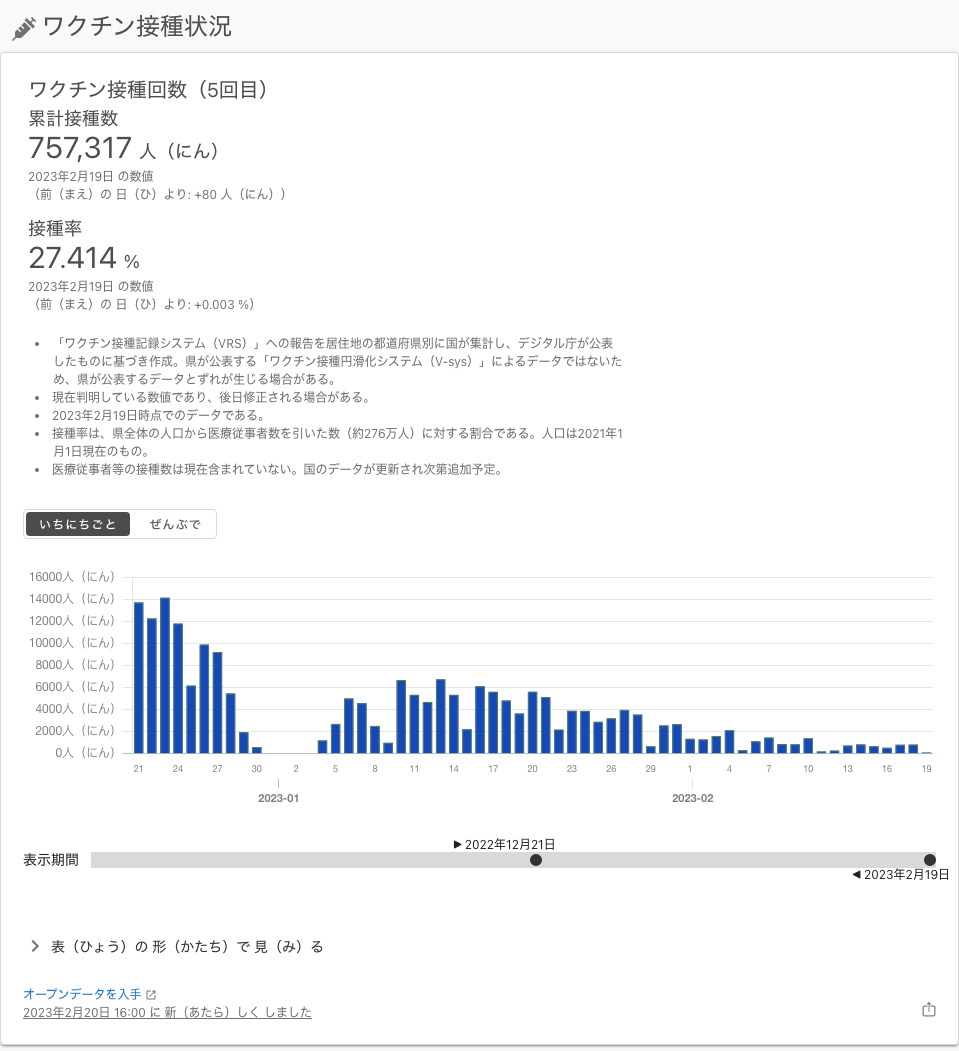 ワクチン接種状況
ワクチン接種回数（5回目）
累計接種数
757,317 人（にん）
2023年2月19日 の数値
（前（まえ）の 日（ひ）より: +80 人（にん））
接種率
27.414 %
2023年2月19日 の数値
（前（まえ）の 日（ひ）より: +0.003 %）
• 「ワクチン接種記録システム（VRS）」への報告を居住地の都道府県別に国が集計し、デジタル庁が公表
したものに基づき作成。県が公表する「ワクチン接種円滑化システム（V-sys）」によるデータではないた
め、県が公表するデータとずれが生じる場合がある。
• 現在判明している数値であり、後日修正される場合がある。
• 2023年2月19日時点でのデータである。
• 接種率は、県全体の人口から医療従事者数を引いた数（約276万人）に対する割合である。人口は2021年1
月1日現在のもの。
• 医療従事者等の接種数は現在含まれていない。国のデータが更新され次第追加予定。
いちにちごと ぜんぶで
16000人（にん）
14000人（にん）
12000人（にん）
10000人（にん）
8000人（にん）
6000人（にん）
4000人（にん）
2000人（にん）
0人（にん）
21 24 27 30 2 5 8 11 14 17 20 23 26 29 1 4 7 10 13 16 19
2023-01 2023-02
▶ 2022年12月21日
表示期間
◀ 2023年2月19日
表（ひょう）の 形（かたち）で 見（み）る
オープンデータを入手
2023年2月20日 16:00 に 新（あたら）しく しました